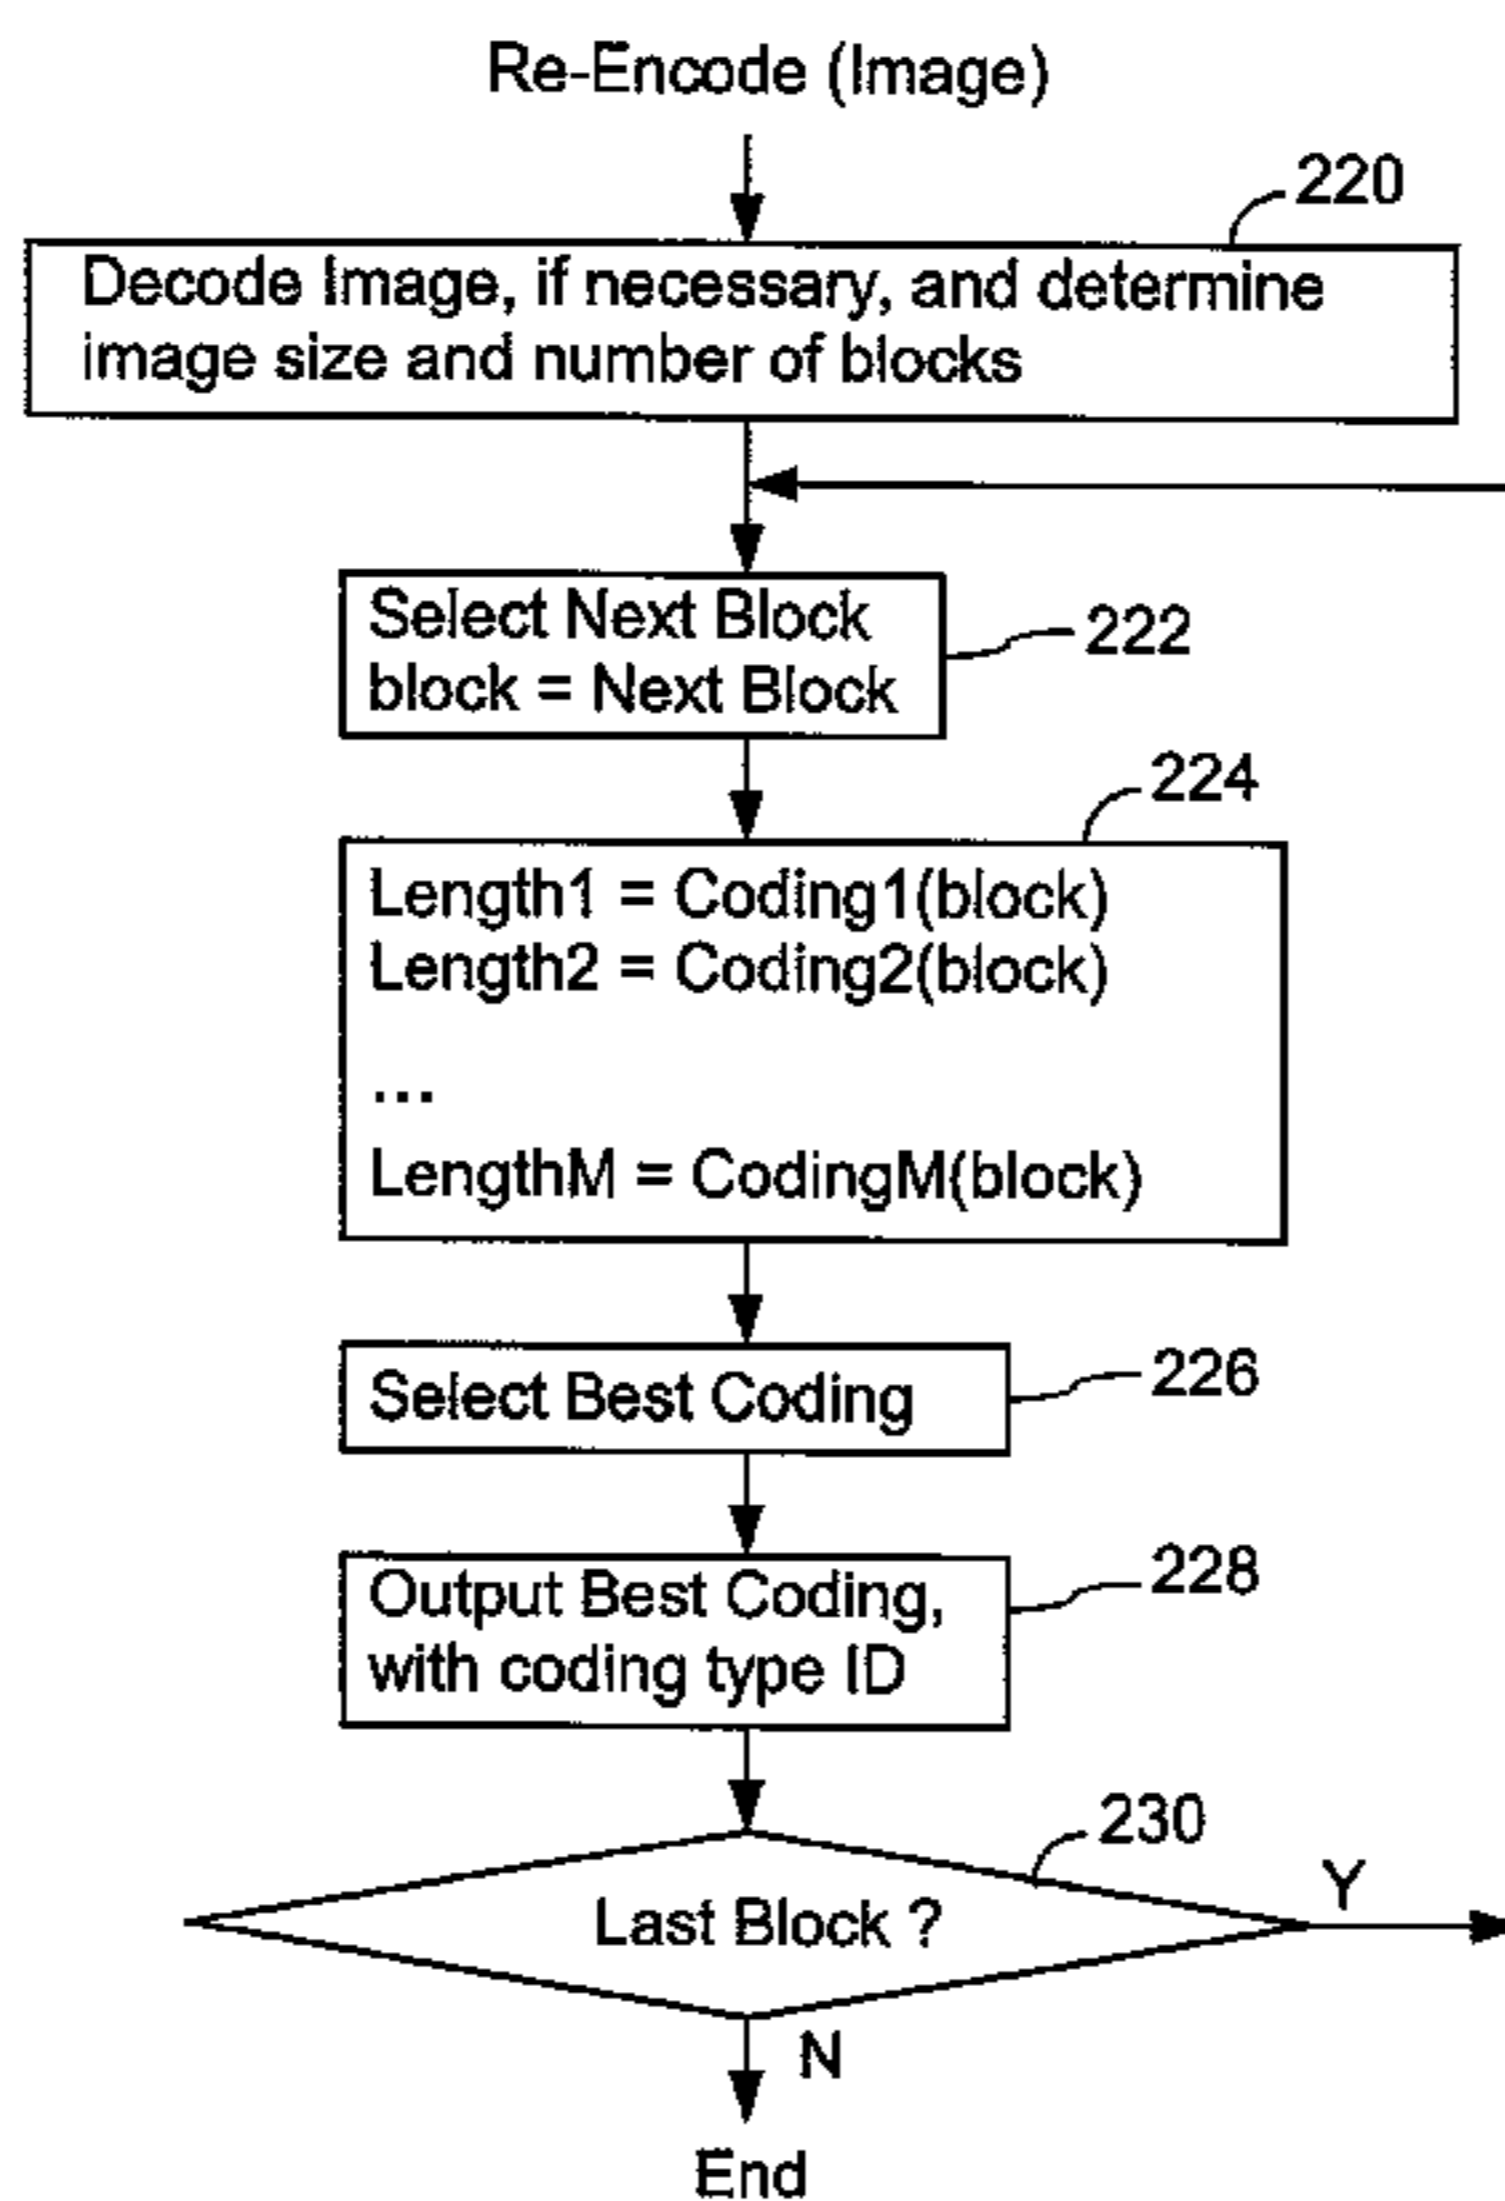 Re-Encode (Image)
220
Decode Image, if necessary, and determine
image size and number of blocks
Select Next Block
block = Next Block
222
224
Length1 = Coding1(block)
Length2 = Coding2(block)
...
LengthM = CodingM(block)
Select Best Coding
226
Output Best Coding,
with coding type ID
228
230
Last Block ?
Y
N
End